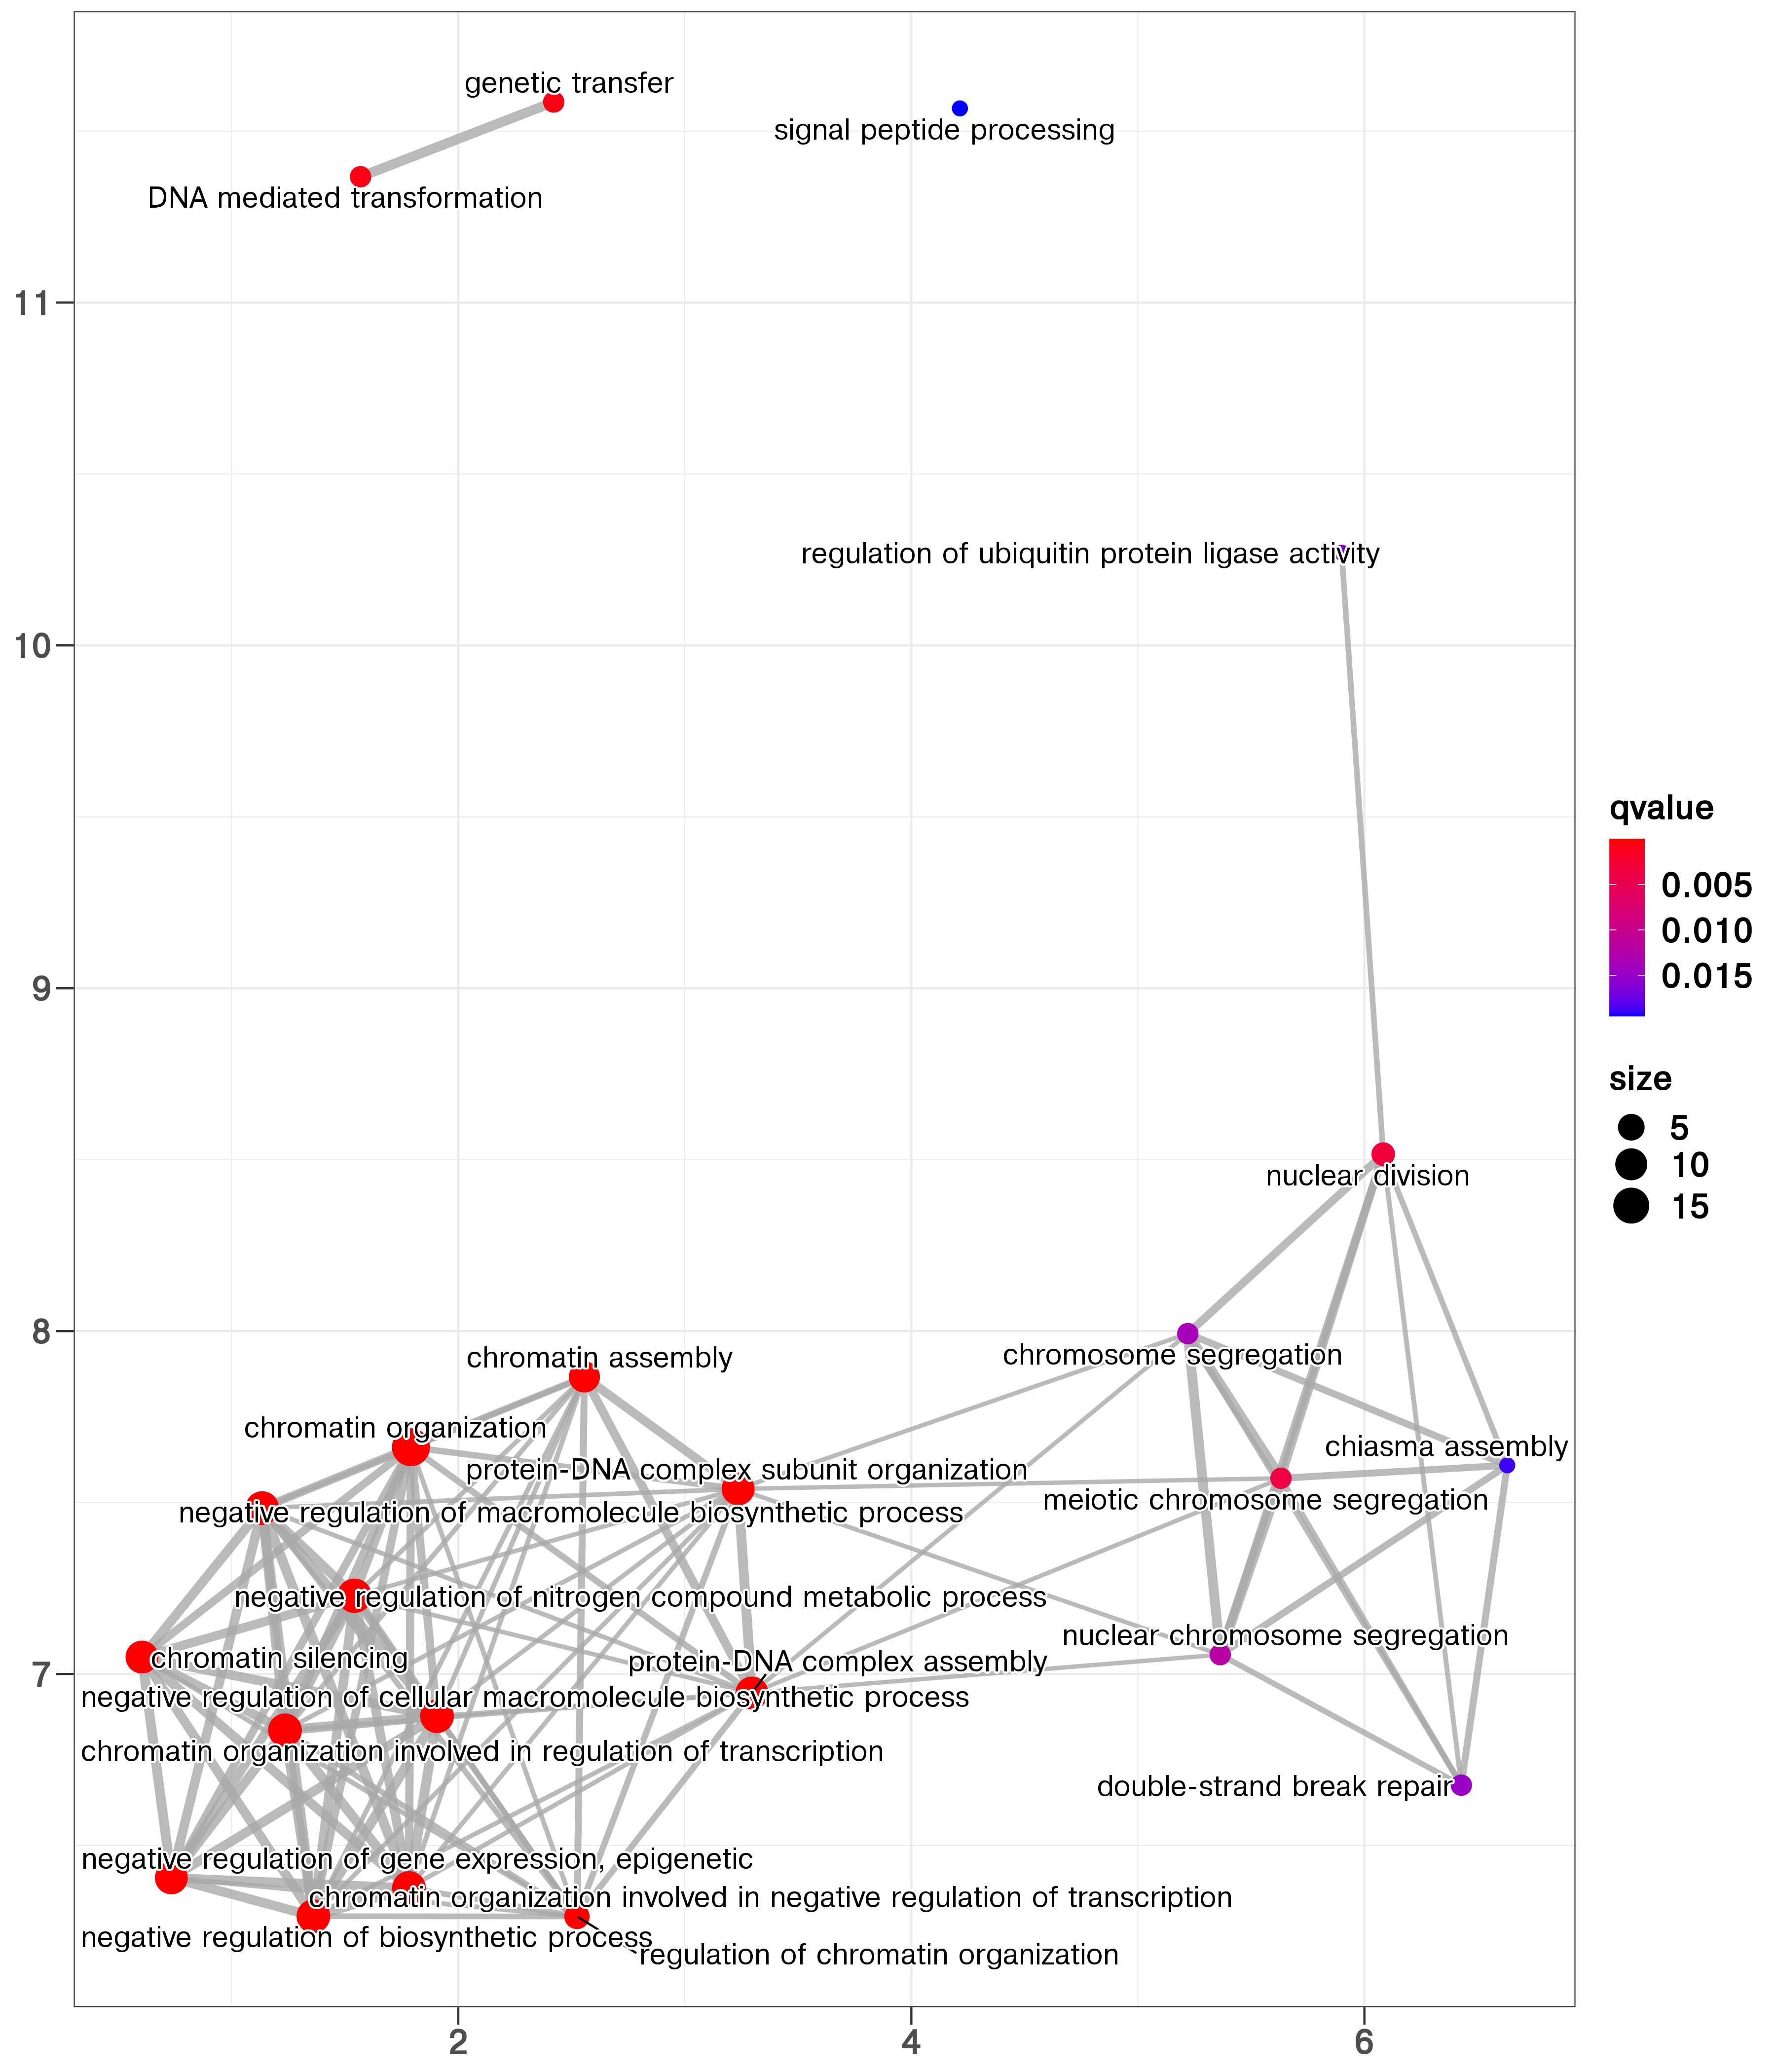 genetic transfer
signal peptide processing
DNA mediated transformation
11
regulation of ubiquitin protein ligase activity
10
9
qvalue
0.005
0.010
0.015
size
5
10
15
nuclear division
8
chromosome segregation
chromatin assembly
chromatin organization
chiasma assembly
protein-DNA complex subunit organization
meiotic chromosome segregation
negative regulation of macromolecule biosynthetic process
negative regulation of nitrogen compound metabolic process
nuclear chromosome segregation
chromatin silencing
protein-DNA complex assembly
7
negative regulation of cellular macromolecule biosynthetic process
chromatin organization involved in regulation of transcription
double-strand break repair
negative regulation of gene expression, epigenetic
chromatin organization involved in negative regulation of transcription
negative regulation of biosynthetic process
regulation of chromatin organization
2
4
6